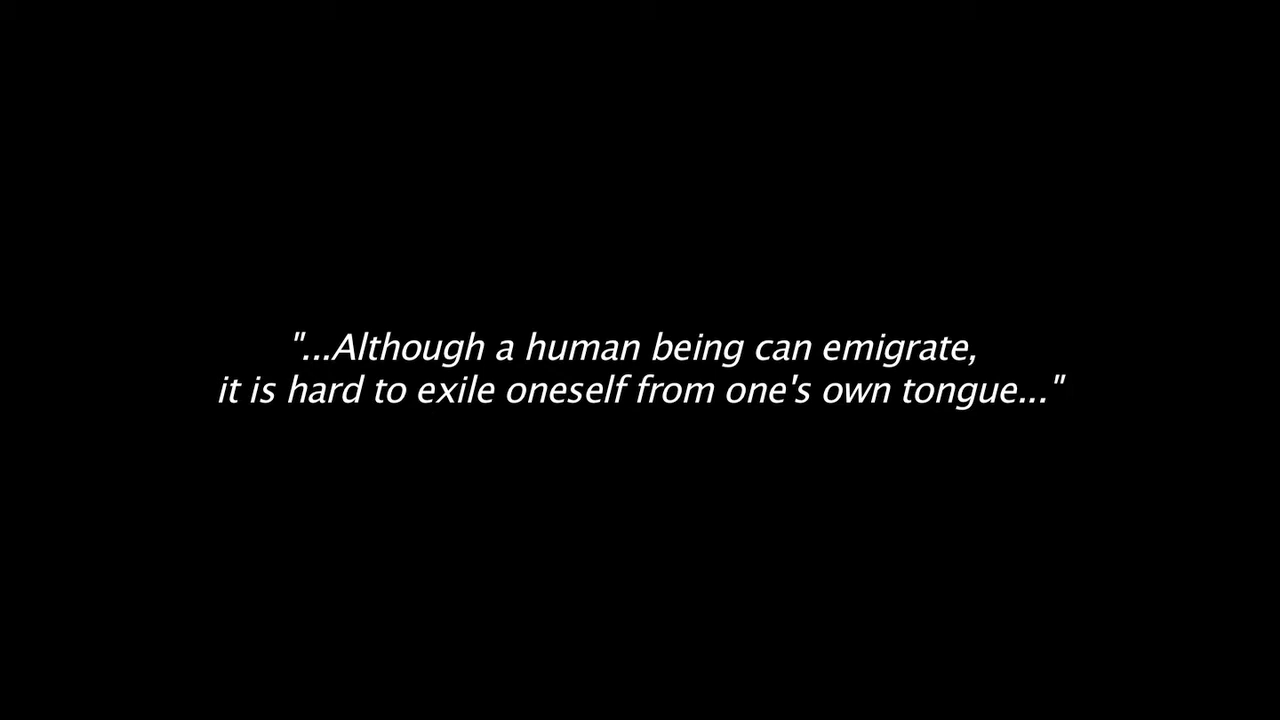 "...Although a human being can emigrate,
it is hard to exile oneself from one's own tongue..."